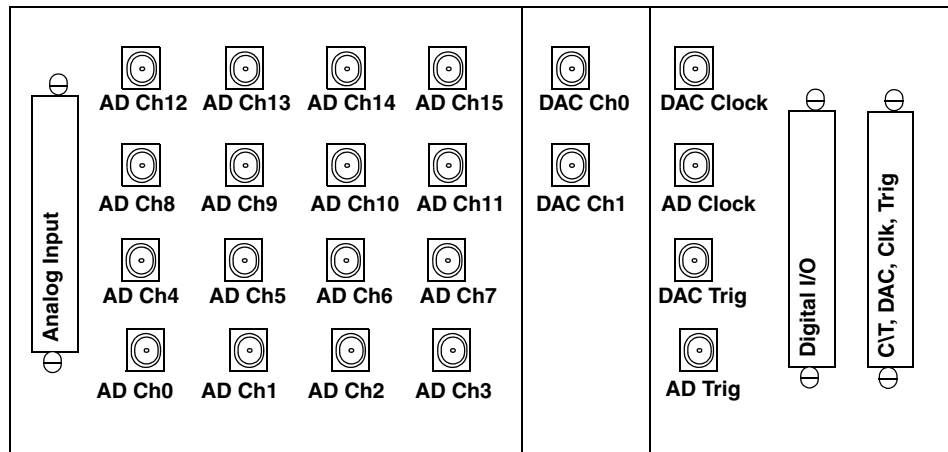 AD Ch12 AD Ch13 AD Ch14 AD Ch15 DAC Ch0 DAC Clock
AD Ch8 AD Ch9 AD Ch10 AD Ch11 DAC Ch1 AD Clock
AD Ch4 AD Ch5 AD Ch6 AD Ch7 DAC Trig
AD Ch0 AD Ch1 AD Ch2 AD Ch3 AD Trig
Analog Input
Digital I/O
C\T, DAC, Clk, Trig